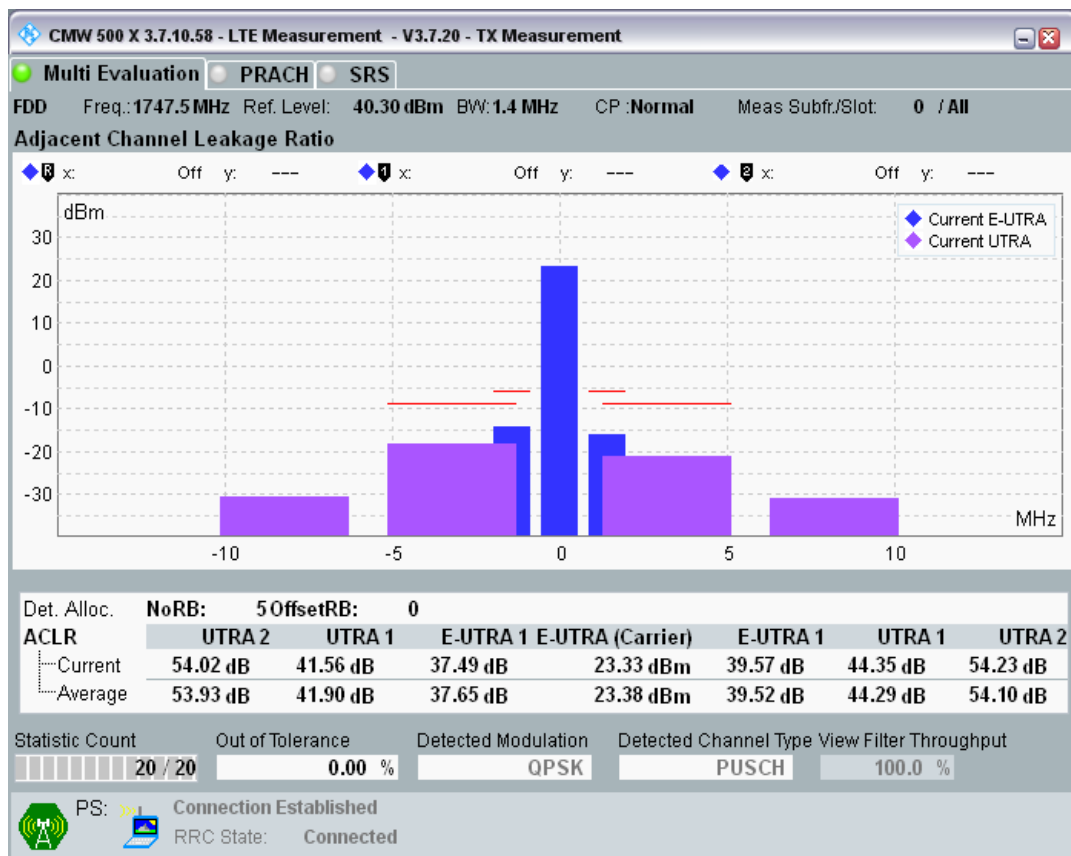 CMW 500 X 3.7.10.58 - LTE Measurement - V3.7.20 - TX Measurement
Multi Evaluation PRACH SRS
FDD Freq.:1747.5 MHz Ref. Level: 40.30 dBm BW:1.4 MHz CP :Normal Meas Subfr./Slot: 0 / All
Adjacent Channel Leakage Ratio
R x: Off y: --- 1 x: Off y: --- 2 x: Off y: ---
dBm
Current E-UTRA
Current UTRA
30
20
10
0
-10
-20
-30
MHz
-10 -5 0 5 10
Det. Alloc. NoRB: 5 OffsetRB: 0
ACLR UTRA 2 UTRA 1 E-UTRA 1 E-UTRA (Carrier) E-UTRA 1 UTRA 1 UTRA 2
Current 54.02 dB 41.56 dB 37.49 dB 23.33 dBm 39.57 dB 44.35 dB 54.23 dB
Average 53.93 dB 41.90 dB 37.65 dB 23.38 dBm 39.52 dB 44.29 dB 54.10 dB
Statistic Count Out of Tolerance Detected Modulation Detected Channel Type View Filter Throughput
20 / 20 0.00 % QPSK PUSCH 100.0 %
PS: Connection Established
RRC State: Connected